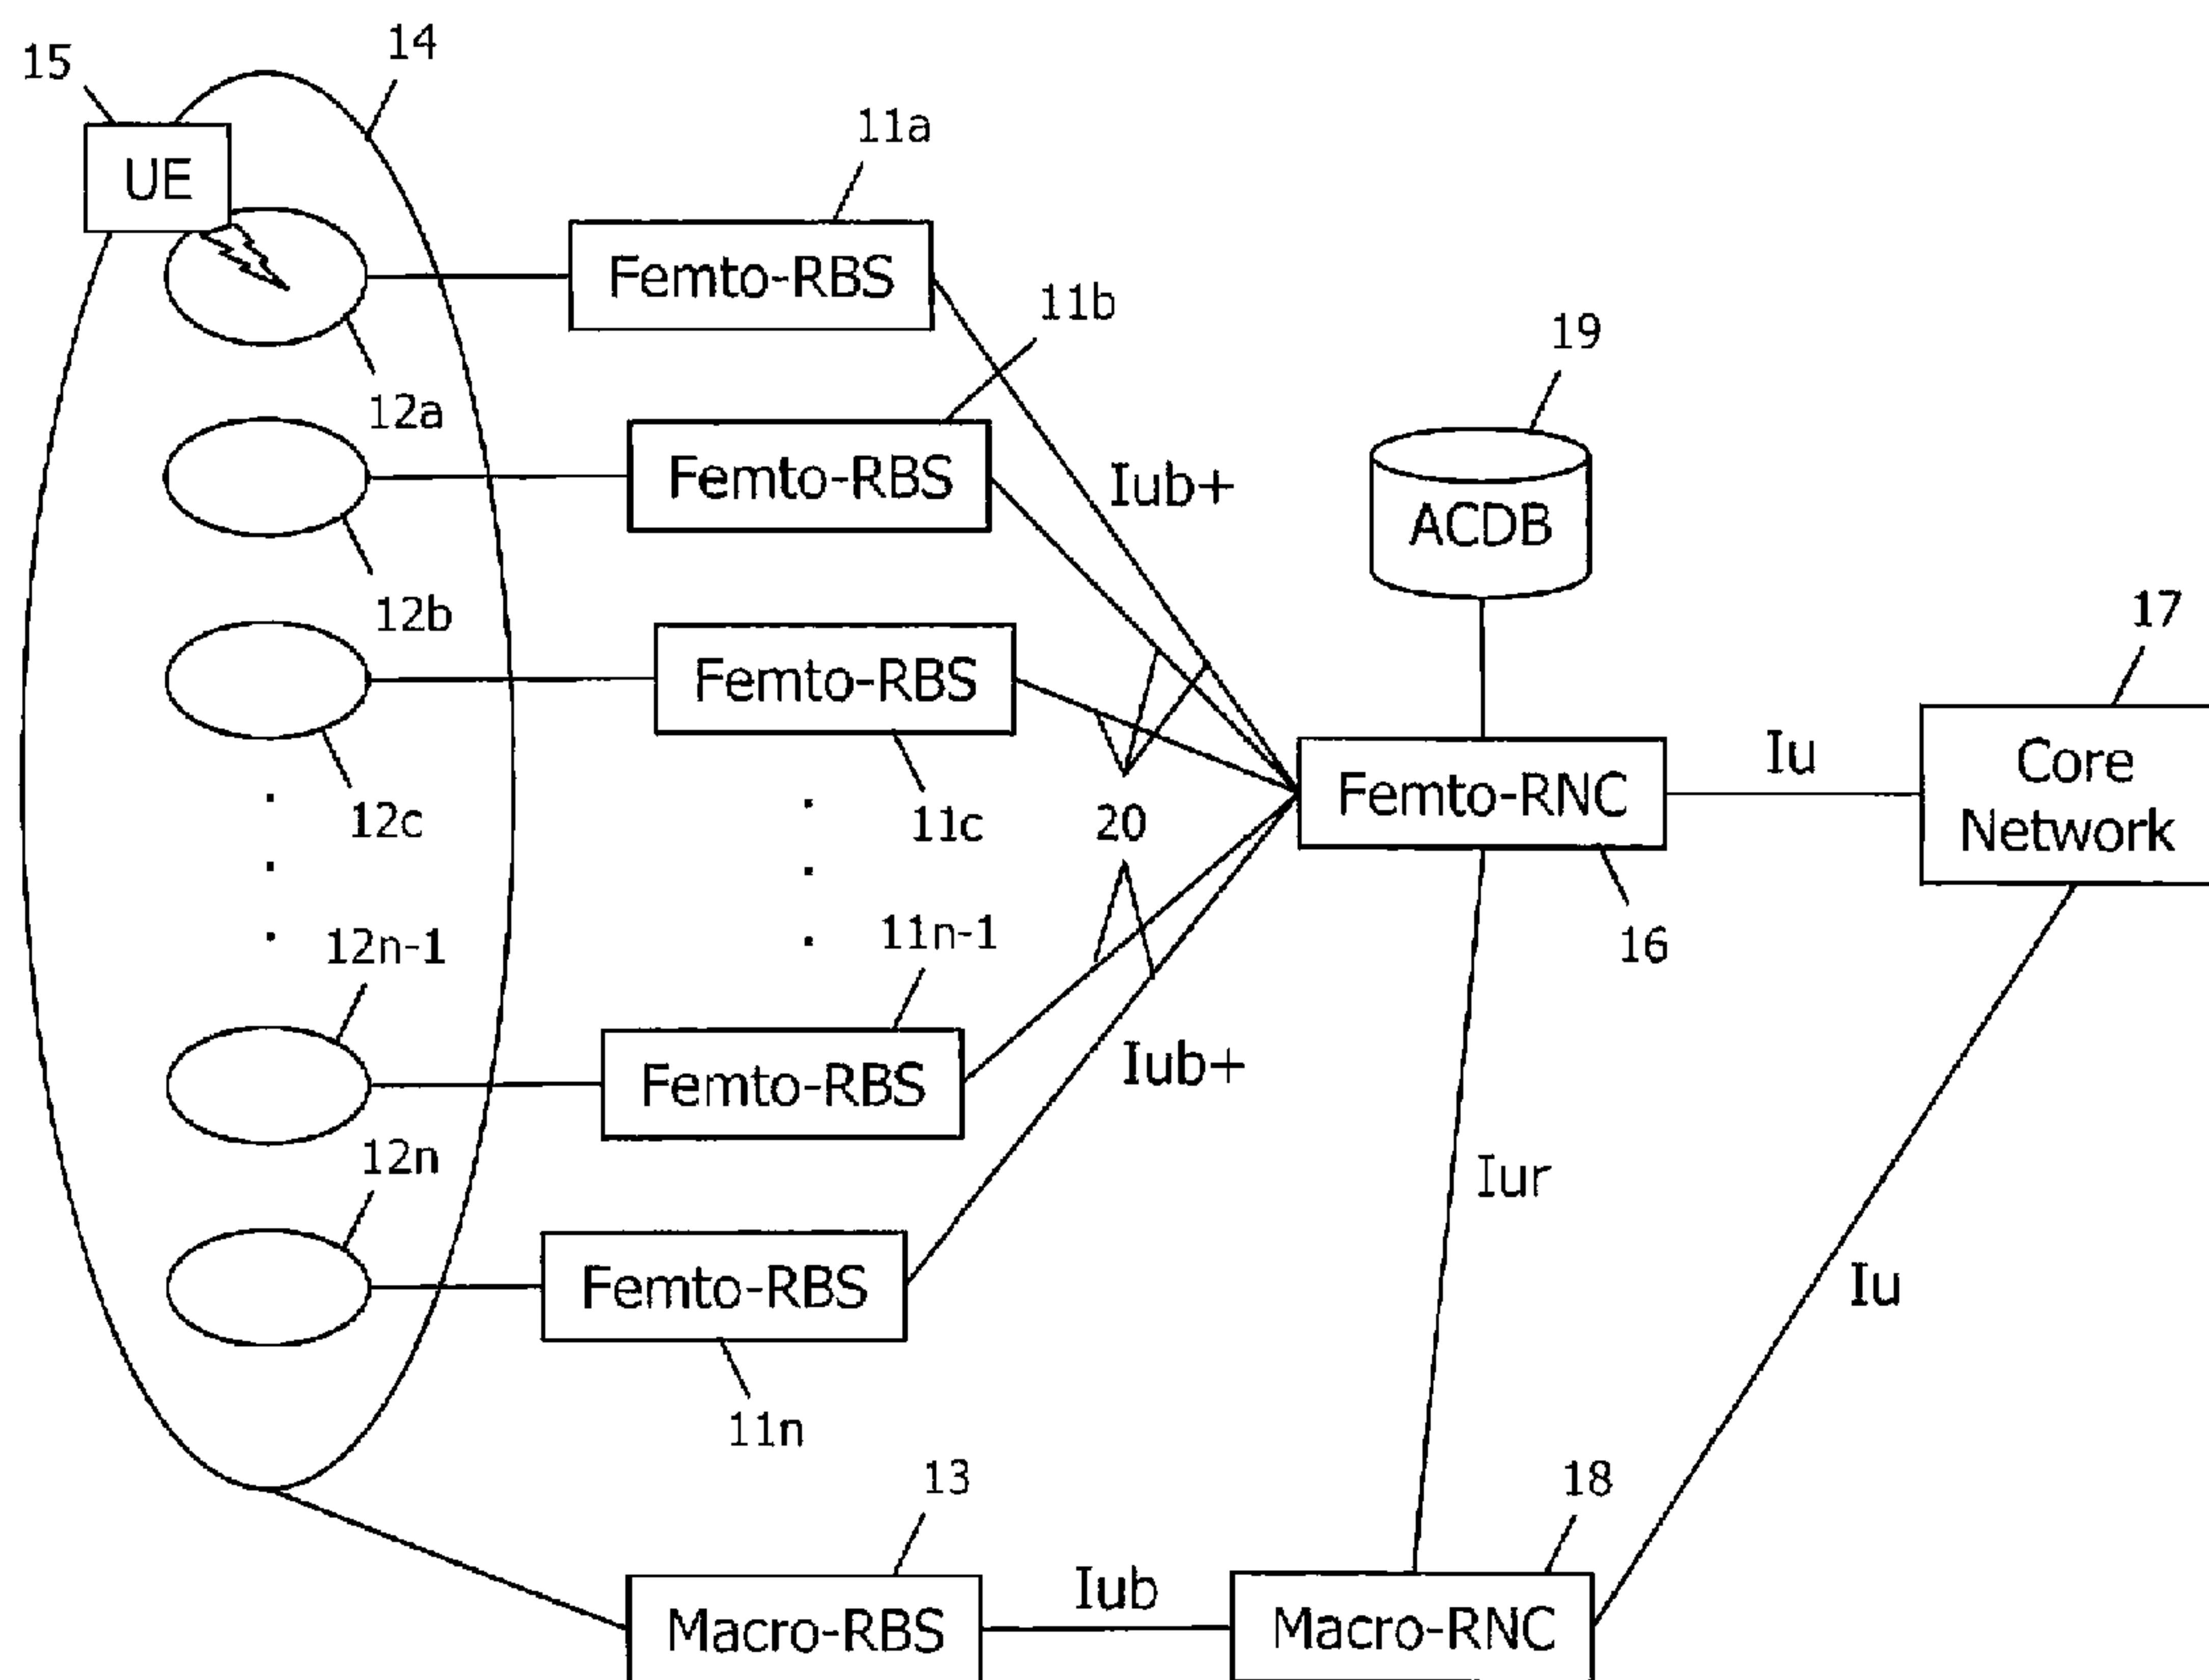 14
15
UE
11a
Femto-RBS
11b
19
12a
Femto-RBS
Iub+
ACDB
12b
17
Femto-RBS
Iu
Core
Network
12c
11c
20
Femto-RNC
12n-1
11n-1
16
Femto-RBS
Iub+
12n
Iur
Femto-RBS
Iu
11n
13
18
Iub
Macro-RBS
Macro-RNC